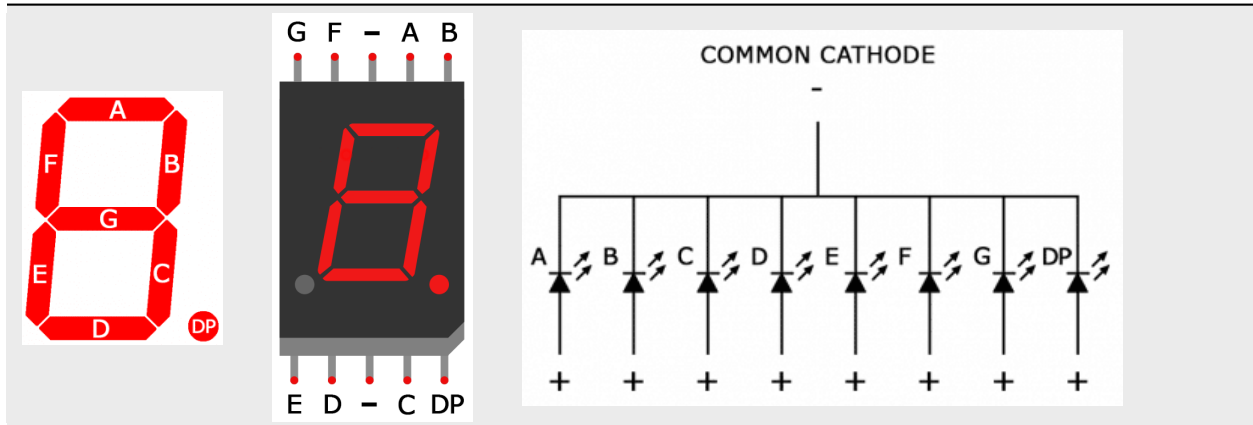 A
F
B
G
E
C
D
DP
G F - A B
E D - C DP
COMMON CATHODE
-
A B C D E F G DP
+ + + + + + + +